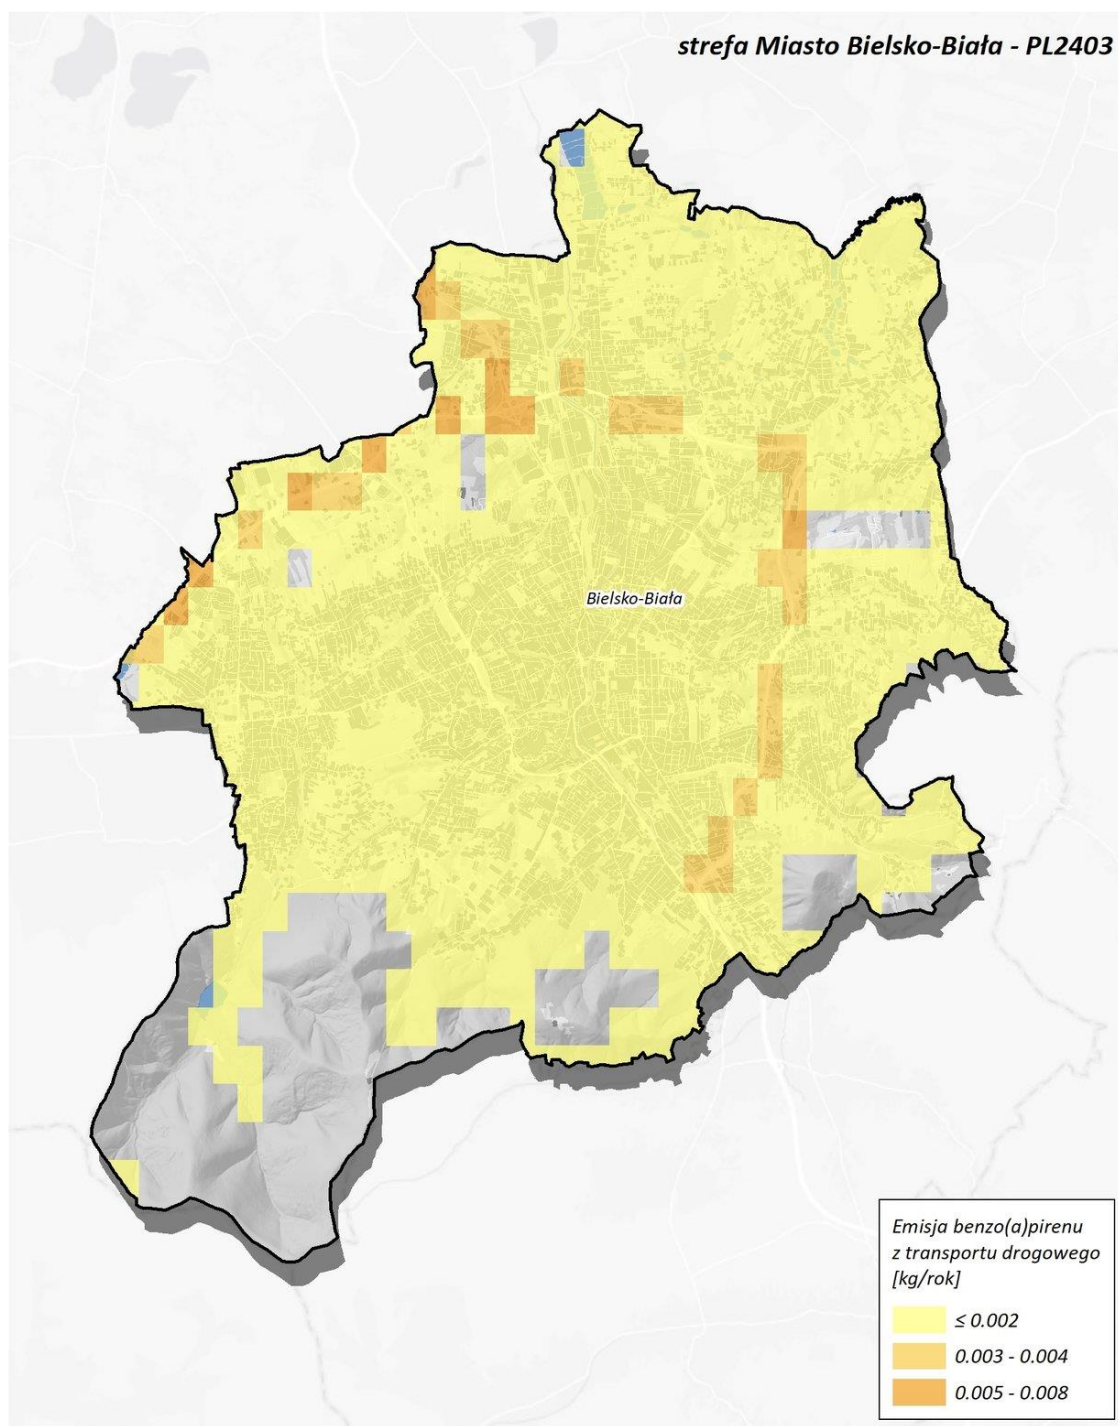 strefa Miasto Bielsko-Biała - PL2403
Bielsko-Biała
Emisja benzo(a)pirenu
z transportu drogowego
[kg/rok]
≤ 0.002
0.003 - 0.004
0.005 - 0.008